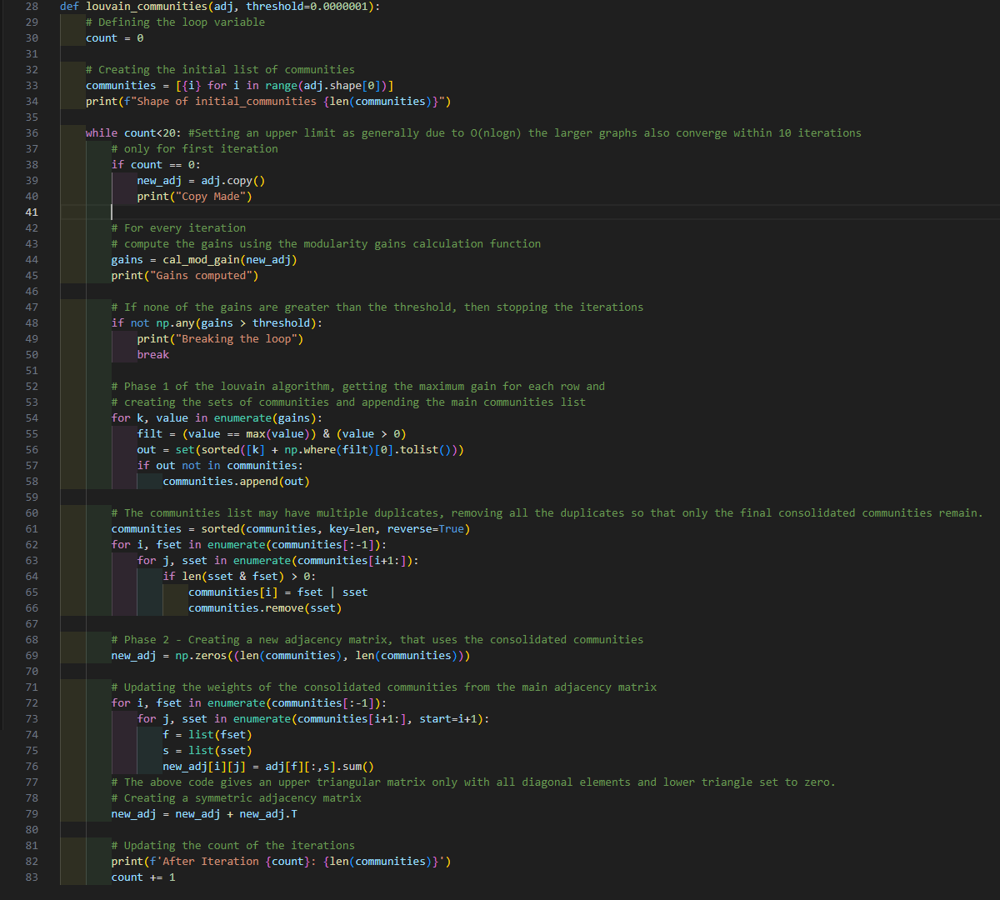 28 def louvain_communities(adj, threshold=0.0000001):
29     # Defining the loop variable
30     count = 0
31
32     # Creating the initial list of communities
33     communities = [{i} for i in range(adj.shape[0])]
34     print(f"Shape of initial_communities {len(communities)}")
35
36     while count<20: #Setting an upper limit as generally due to O(nlogn) the larger graphs also converge within 10 iterations
37         # only for first iteration
38         if count == 0:
39             new_adj = adj.copy()
40             print("Copy Made")
41
42         # For every iteration
43         # compute the gains using the modularity gains calculation function
44         gains = cal_mod_gain(new_adj)
45         print("Gains computed")
46
47         # If none of the gains are greater than the threshold, then stopping the iterations
48         if not np.any(gains > threshold):
49             print("Breaking the loop")
50             break
51
52         # Phase 1 of the louvain algorithm, getting the maximum gain for each row and
53         # creating the sets of communities and appending the main communities list
54         for k, value in enumerate(gains):
55             filt = (value == max(value)) & (value > 0)
56             out = set(sorted([k] + np.where(filt)[0].tolist()))
57             if out not in communities:
58                 communities.append(out)
59
60         # The communities list may have multiple duplicates, removing all the duplicates so that only the final consolidated communities remain.
61         communities = sorted(communities, key=len, reverse=True)
62         for i, fset in enumerate(communities[:-1]):
63             for j, sset in enumerate(communities[i+1:]):
64                 if len(sset & fset) > 0:
65                     communities[i] = fset | sset
66                     communities.remove(sset)
67
68         # Phase 2 - Creating a new adjacency matrix, that uses the consolidated communities
69         new_adj = np.zeros((len(communities), len(communities)))
70
71         # Updating the weights of the consolidated communities from the main adjacency matrix
72         for i, fset in enumerate(communities[:-1]):
73             for j, sset in enumerate(communities[i+1:], start=i+1):
74                 f = list(fset)
75                 s = list(sset)
76                 new_adj[i][j] = adj[f][:,s].sum()
77         # The above code gives an upper triangular matrix only with all diagonal elements and lower triangle set to zero.
78         # Creating a symmetric adjacency matrix
79         new_adj = new_adj + new_adj.T
80
81         # Updating the count of the iterations
82         print(f'After Iteration {count}: {len(communities)}')
83         count += 1